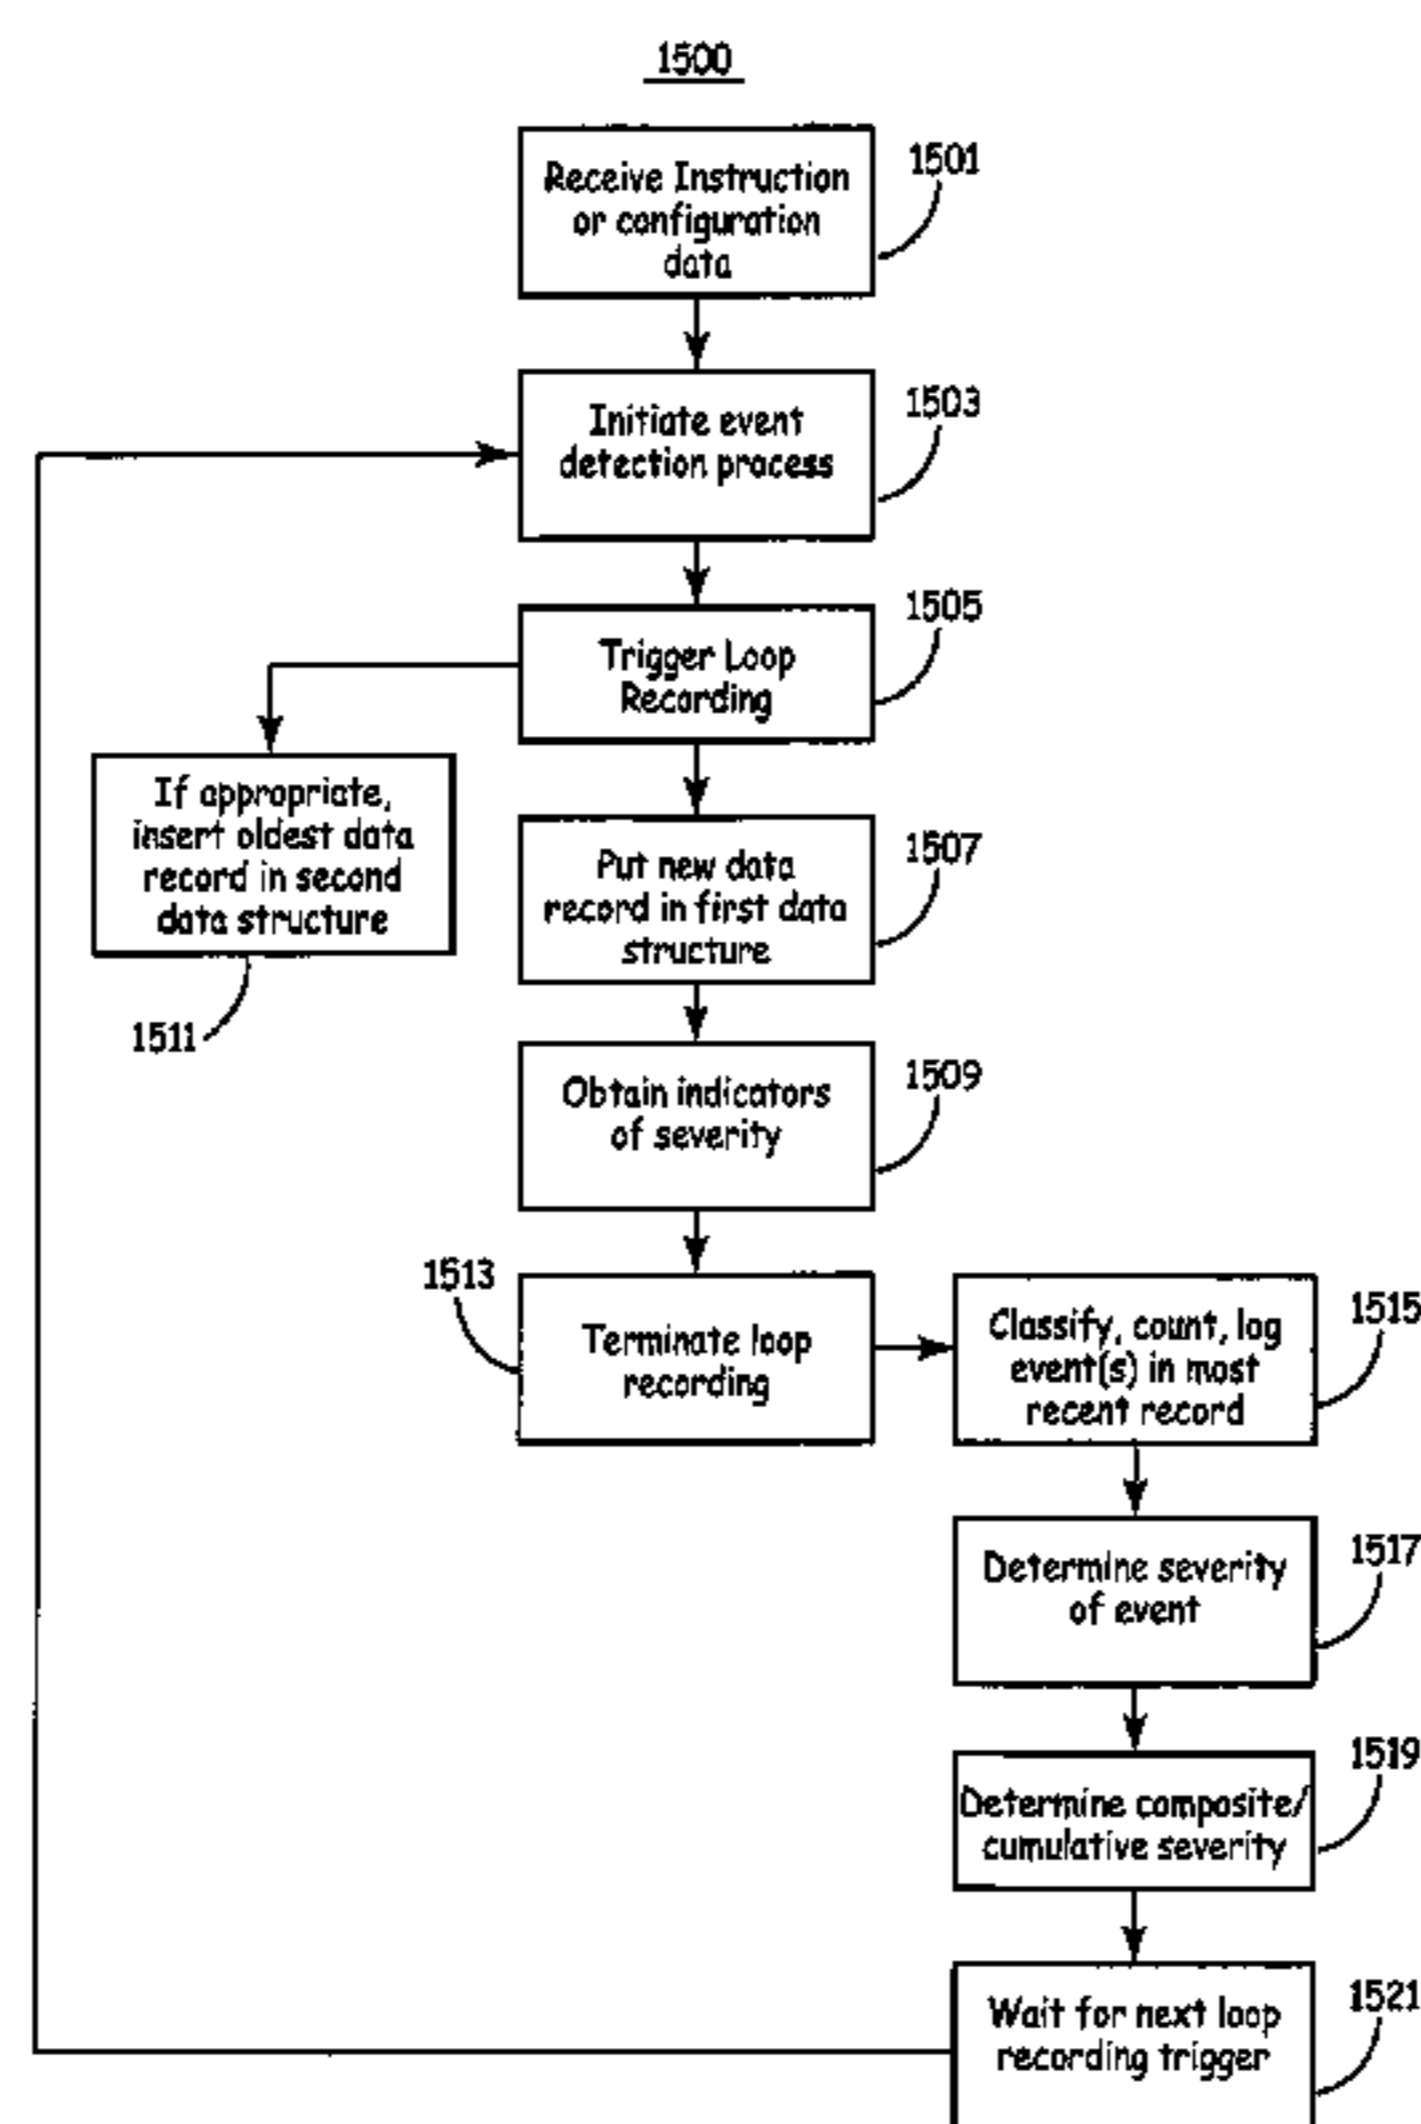 1500
Receive Instruction
or configuration
data
1501
Initiate event
detection process
1503
Trigger Loop
Recording
1505
If appropriate,
insert oldest data
record in second
data structure
1511
Put new data
record in first data
structure
1507
Obtain indicators
of severity
1509
1513
Terminate loop
recording
Classify, count, log
event(s) in most
recent record
1515
Determine severity
of event
1517
Determine composite/
cumulative severity
1519
Wait for next loop
recording trigger
1521